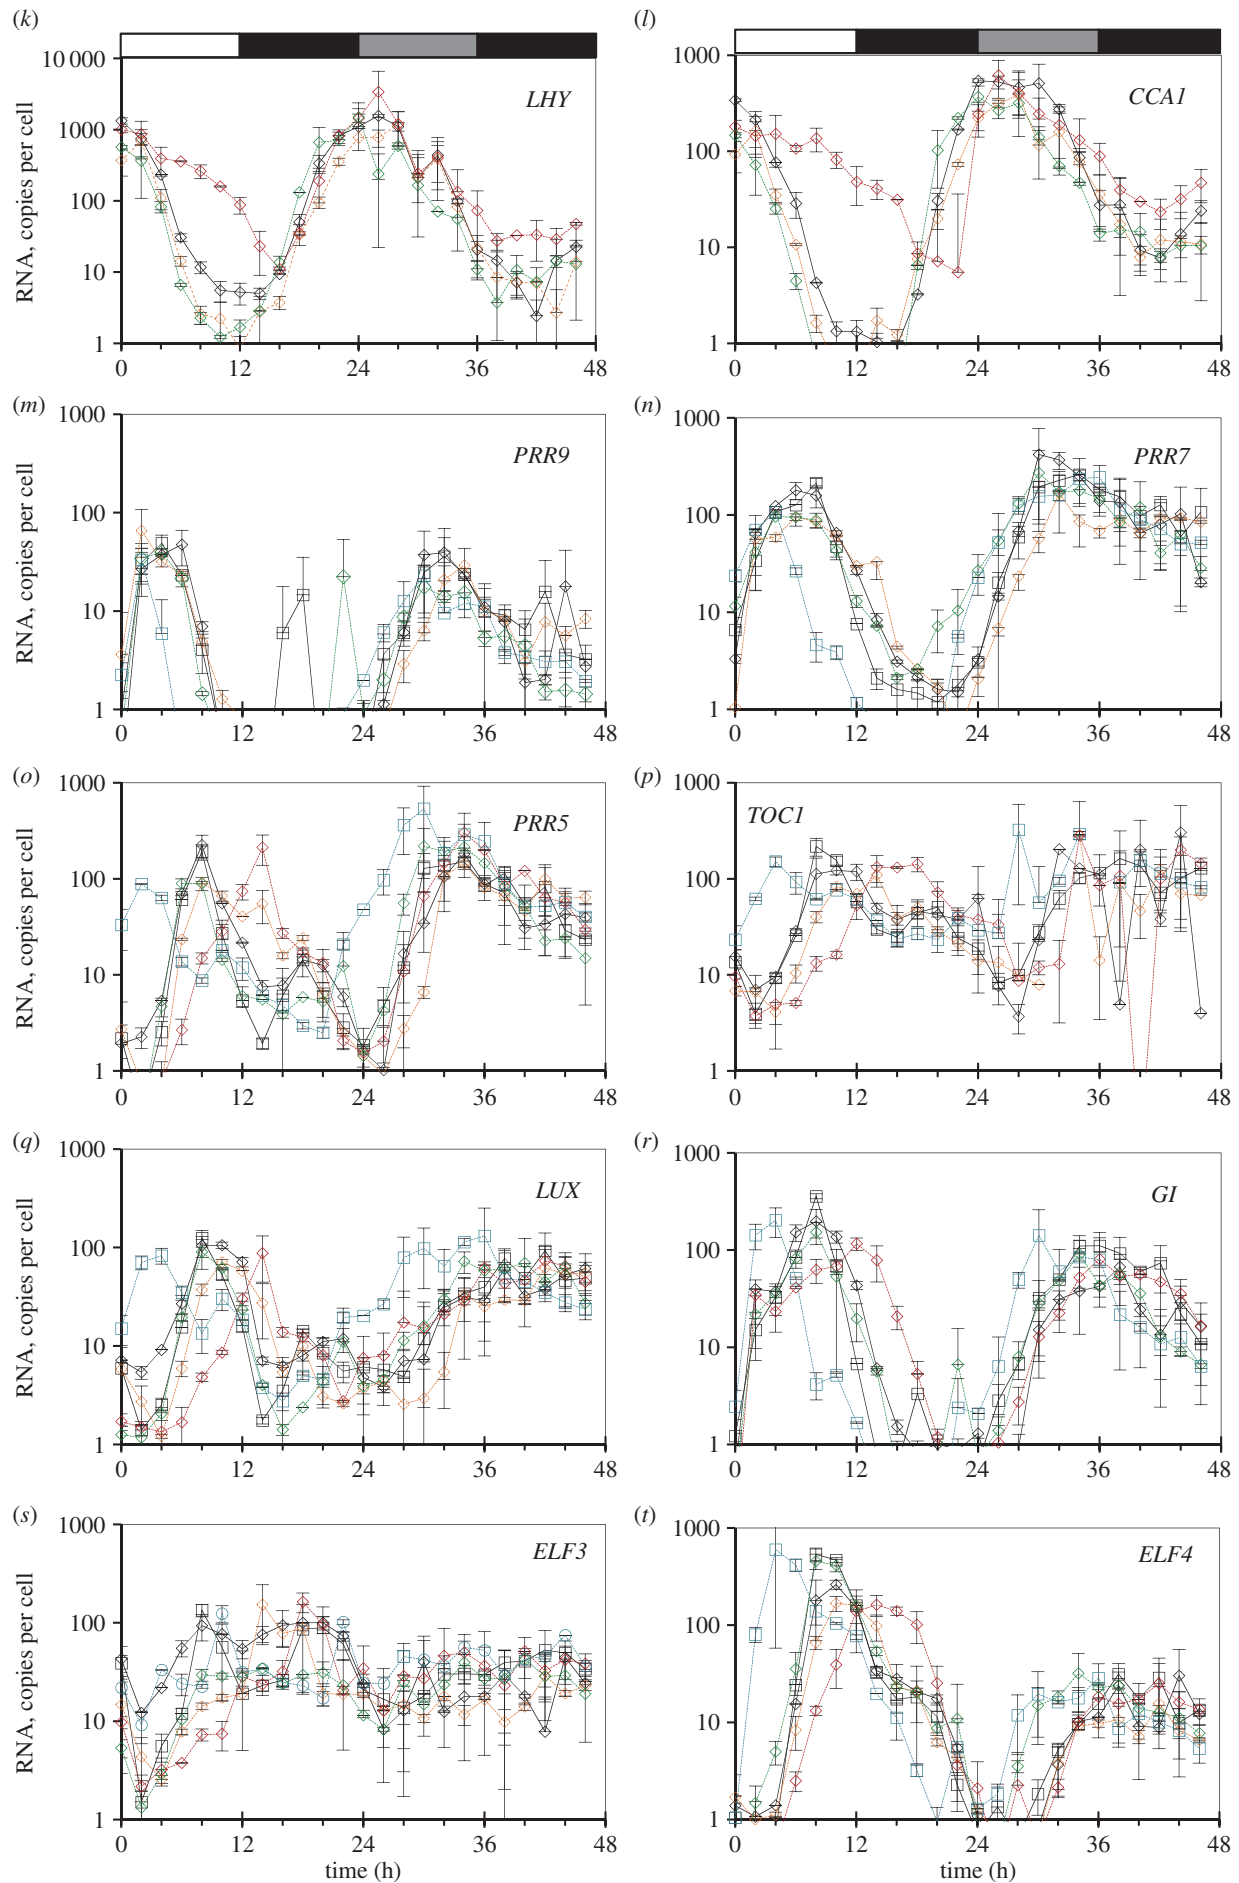 (k)
(l)
10 000
1000
100
10
1
RNA, copies per cell
LHY
0 12 24 36 48
1000
100
10
1
CCA1
0 12 24 36 48
(m)
(n)
1000
100
10
1
RNA, copies per cell
PRR9
0 12 24 36 48
1000
100
10
1
PRR7
0 12 24 36 48
(o)
(p)
1000
100
10
1
RNA, copies per cell
PRR5
0 12 24 36 48
1000
100
10
1
TOC1
0 12 24 36 48
(q)
(r)
1000
100
10
1
RNA, copies per cell
LUX
0 12 24 36 48
1000
100
10
1
GI
0 12 24 36 48
(s)
(t)
1000
100
10
1
RNA, copies per cell
ELF3
0 12 24 36 48
time (h)
1000
100
10
1
ELF4
0 12 24 36 48
time (h)